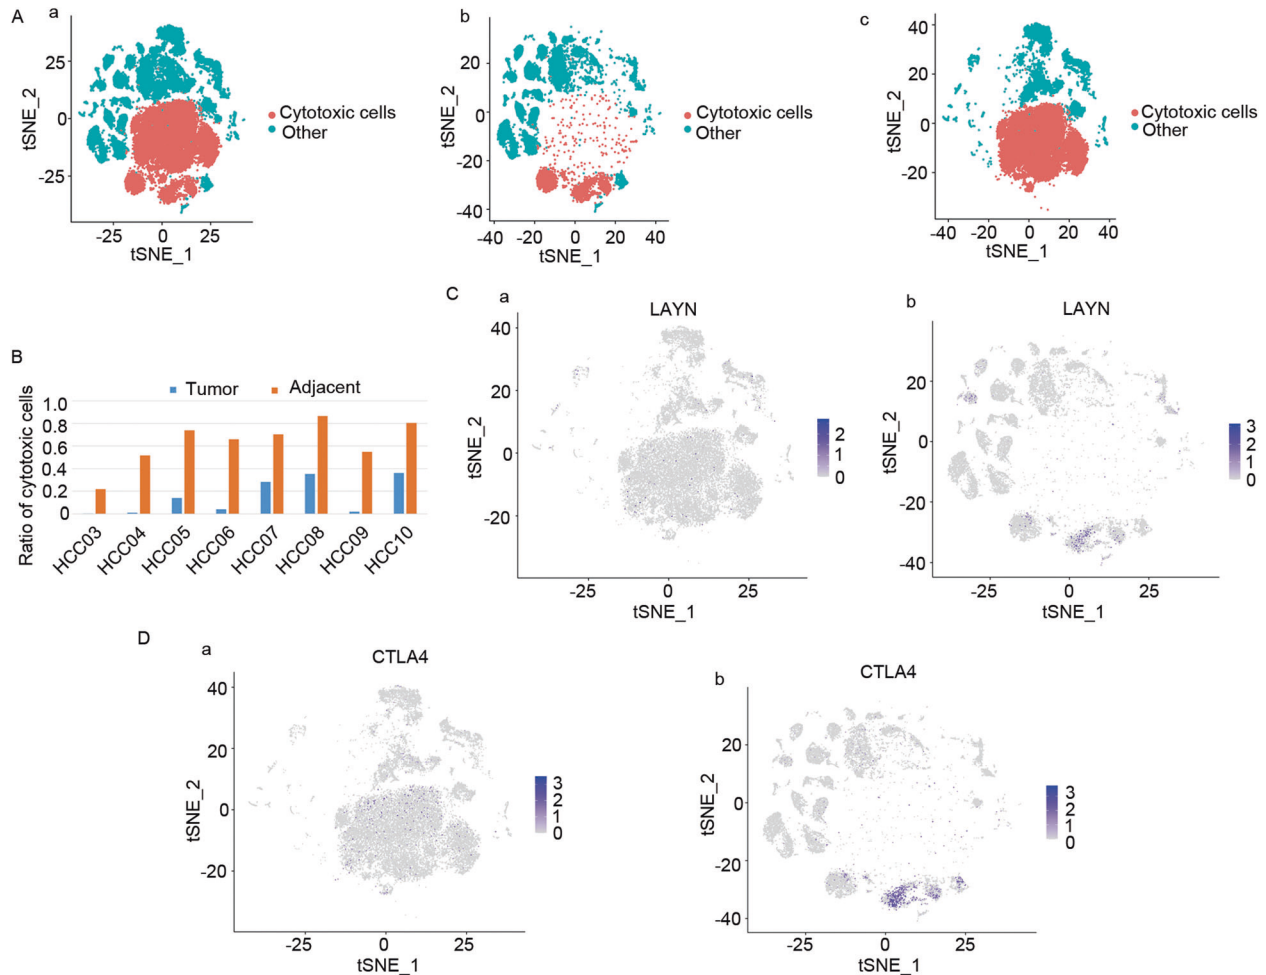 A
a
tSNE_2
25
0
-25
-25
0
25
tSNE_1
Cytotoxic cells
Other
b
tSNE_2
40
20
0
-20
-40
-40
-20
0
20
40
tSNE_1
Cytotoxic cells
Other
c
tSNE_2
40
20
0
-20
-40
-20
0
20
40
tSNE_1
Cytotoxic cells
Other
B
Tumor
Adjacent
Ratio of cytotoxic cells
1.0
0.8
0.6
0.4
0.2
0
HCC03
HCC04
HCC05
HCC06
HCC07
HCC08
HCC09
HCC10
C
a
LAYN
tSNE_2
40
20
0
-20
-25
0
25
tSNE_1
2
1
0
b
LAYN
tSNE_2
20
0
-20
-40
-25
0
25
tSNE_1
3
2
1
0
D
a
CTLA4
tSNE_2
40
20
0
-20
-25
0
25
tSNE_1
3
2
1
0
b
CTLA4
tSNE_2
20
0
-20
-40
-25
0
25
tSNE_1
3
2
1
0